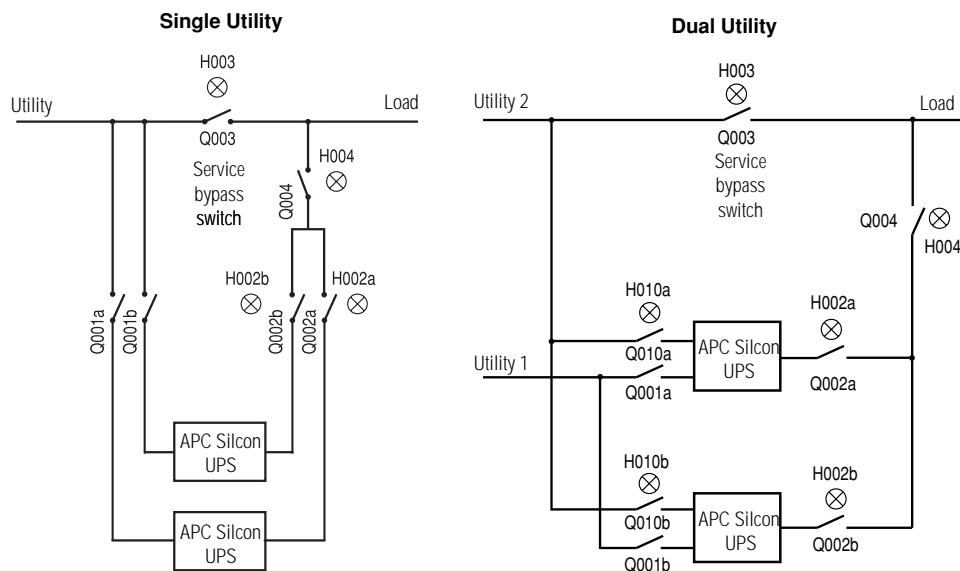 Single Utility
H003
Utility
Load
Q003
Service
bypass
switch
H004
Q004
H002b
H002a
Q001a
Q001b
Q002b
Q002a
APC Silcon
UPS
APC Silcon
UPS
Dual Utility
H003
Utility 2
Load
Q003
Service
bypass
switch
Q004
H004
H010a
H002a
Q010a
APC Silcon
UPS
Utility 1
Q001a
Q002a
H010b
H002b
Q010b
APC Silcon
UPS
Q001b
Q002b